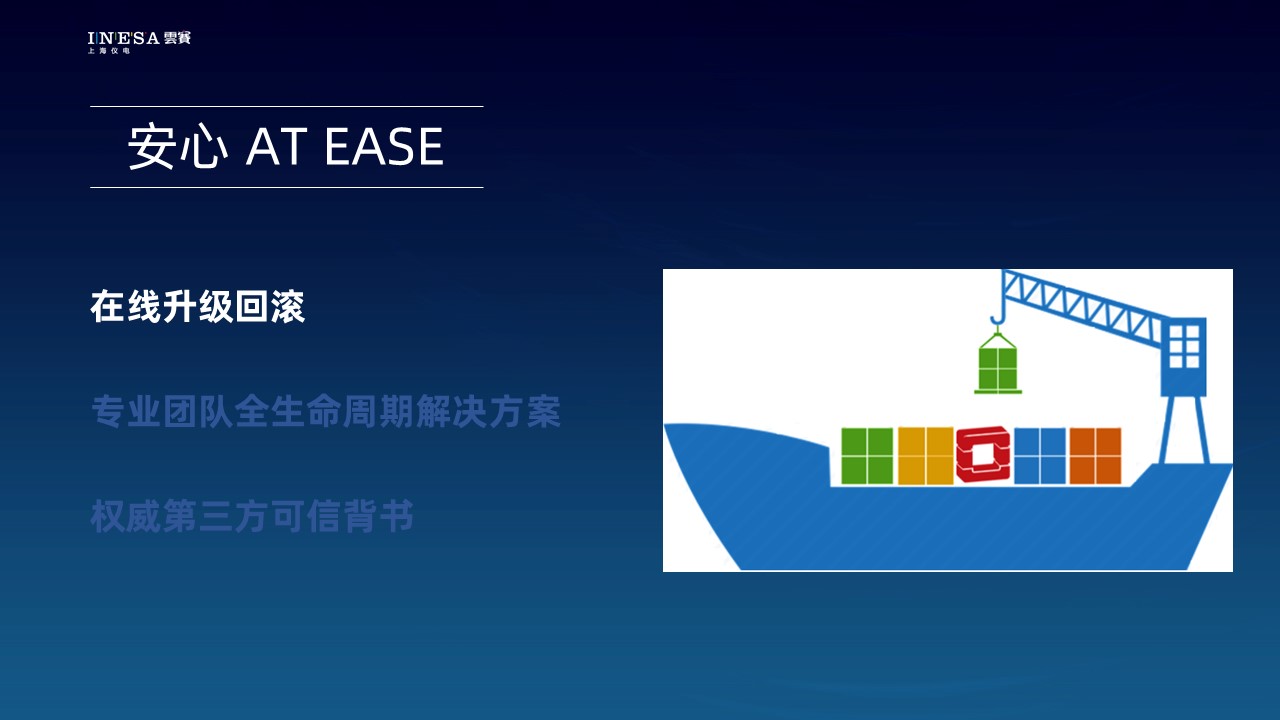 INESA 雲賽
上海仪电
安心 AT EASE
在线升级回滚
专业团队全生命周期解决方案
权威第三方可信背书